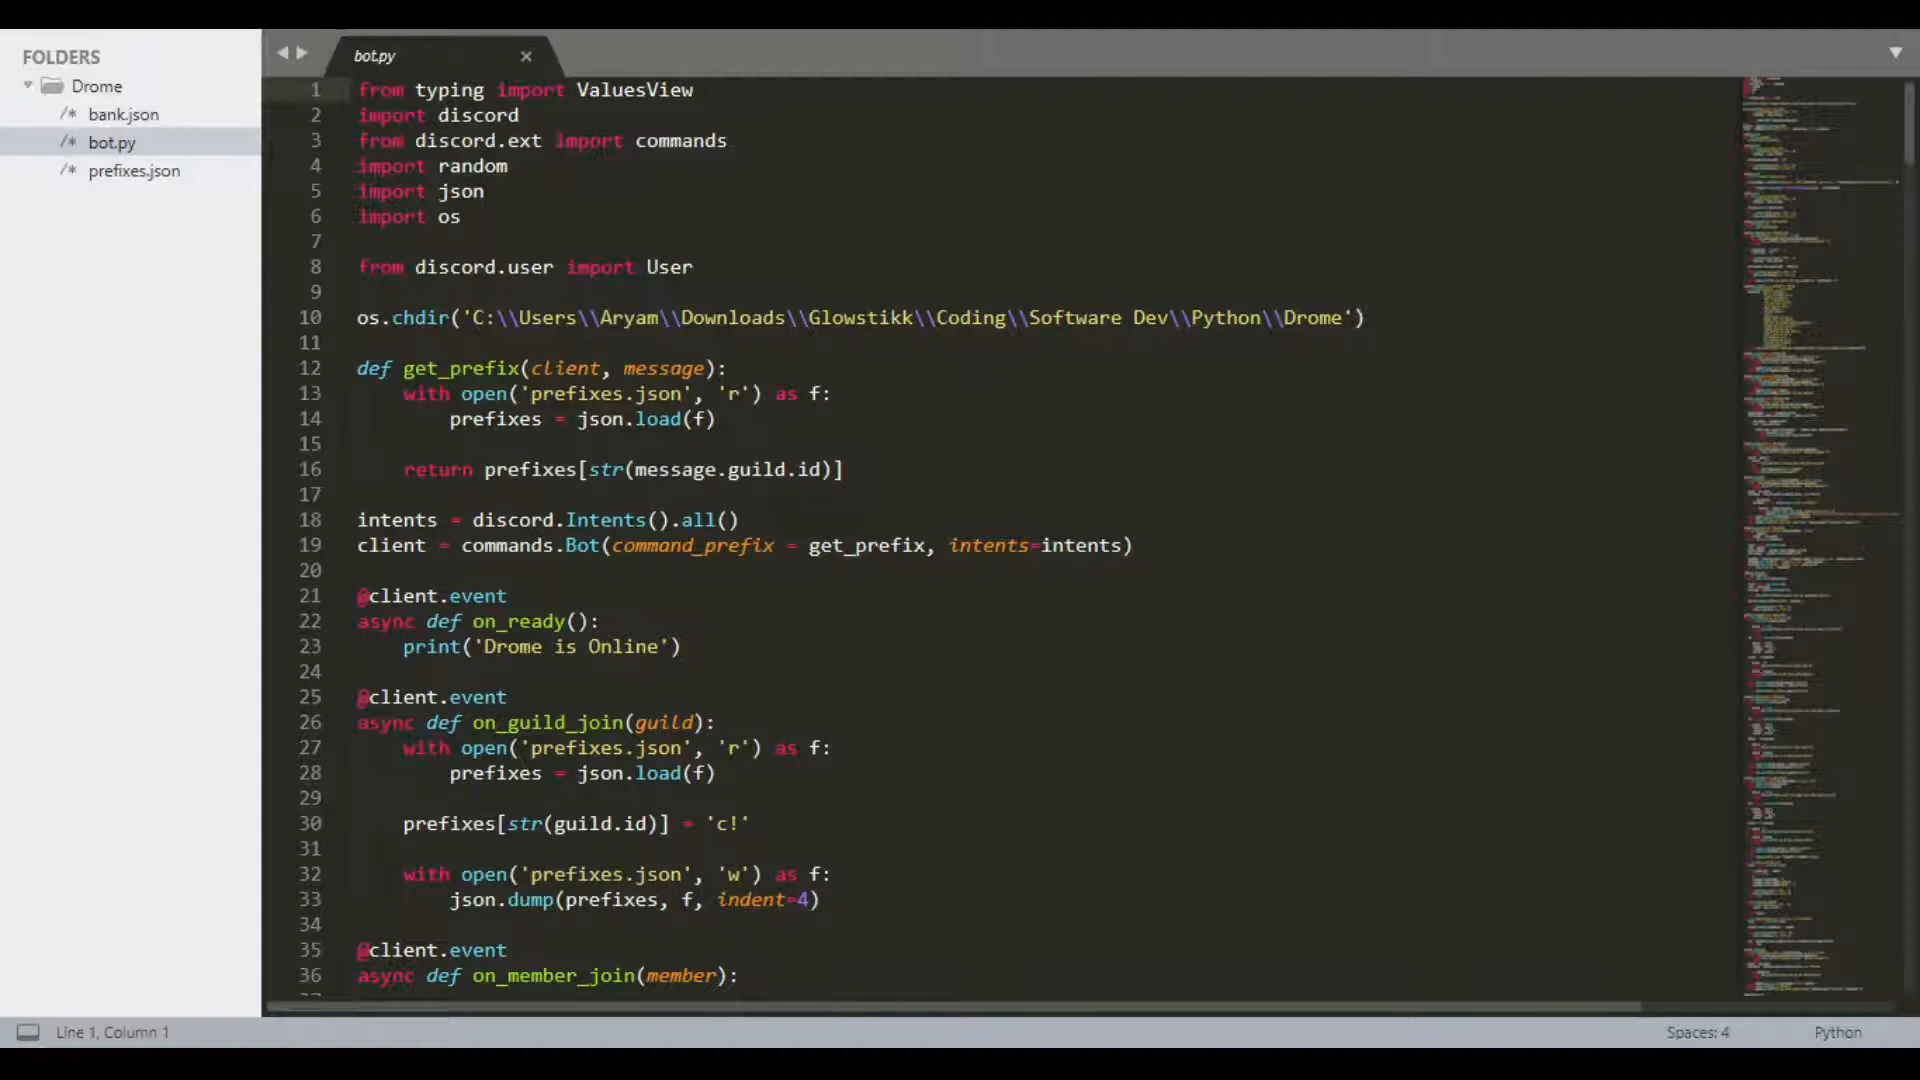 FOLDERS
Drome
/* bank.json
/* bot.py
/* prefixes.json
bot.py ×
1 from typing import ValuesView
2 import discord
3 from discord.ext import commands
4 import random
5 import json
6 import os
7
8 from discord.user import User
9
10 os.chdir('C:\\Users\\Aryam\\Downloads\\Glowstikk\\Coding\\Software Dev\\Python\\Drome')
11
12 def get_prefix(client, message):
13     with open('prefixes.json', 'r') as f:
14         prefixes = json.load(f)
15
16     return prefixes[str(message.guild.id)]
17
18 intents = discord.Intents().all()
19 client = commands.Bot(command_prefix = get_prefix, intents=intents)
20
21 @client.event
22 async def on_ready():
23     print('Drome is Online')
24
25 @client.event
26 async def on_guild_join(guild):
27     with open('prefixes.json', 'r') as f:
28         prefixes = json.load(f)
29
30     prefixes[str(guild.id)] = 'c!'
31
32     with open('prefixes.json', 'w') as f:
33         json.dump(prefixes, f, indent=4)
34
35 @client.event
36 async def on_member_join(member):
Line 1, Column 1
Spaces: 4
Python